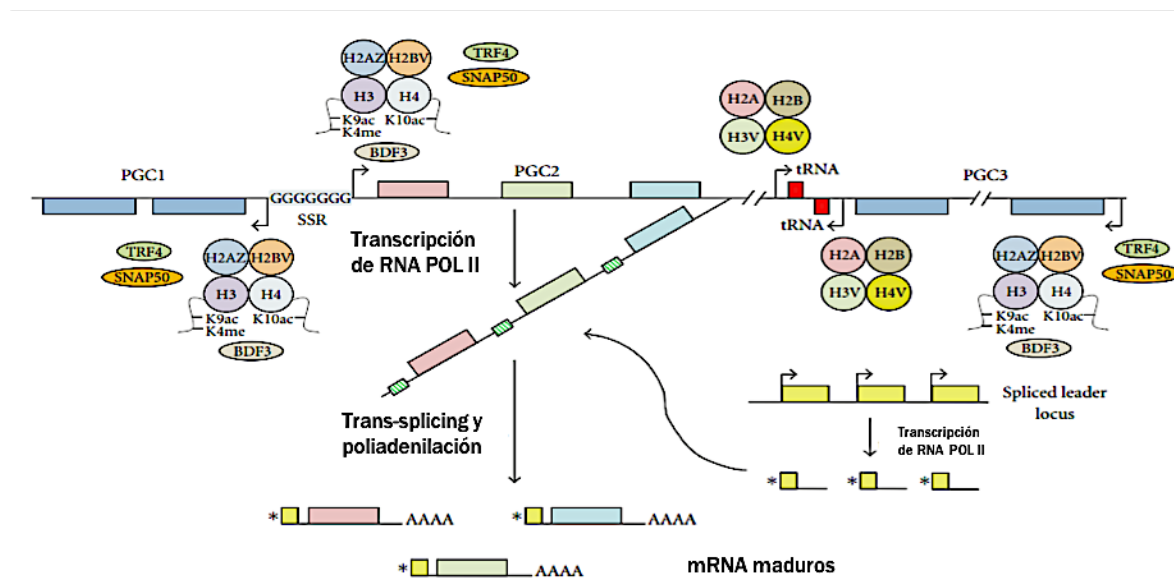 H2AZ H2BV
TRF4
SNAP50
H3 H4
K9ac K10ac
K4me
BDF3
H2A H2B
H3V H4V
PGC1
GGGGGGGG
SSR
PGC2
tRNA
tRNA
PGC3
TRF4
SNAP50
H2AZ H2BV
H3 H4
K9ac K10ac
K4me
BDF3
Transcripción
de RNA POL II
H2A H2B
H3V H4V
H2AZ H2BV
H3 H4
K9ac K10ac
K4me
BDF3
TRF4
SNAP50
Spliced leader
locus
Transcripción
de RNA POL II
* * *
Trans-splicing y
poliadenilación
* AAAA
* AAAA
* AAAA
mRNA maduros